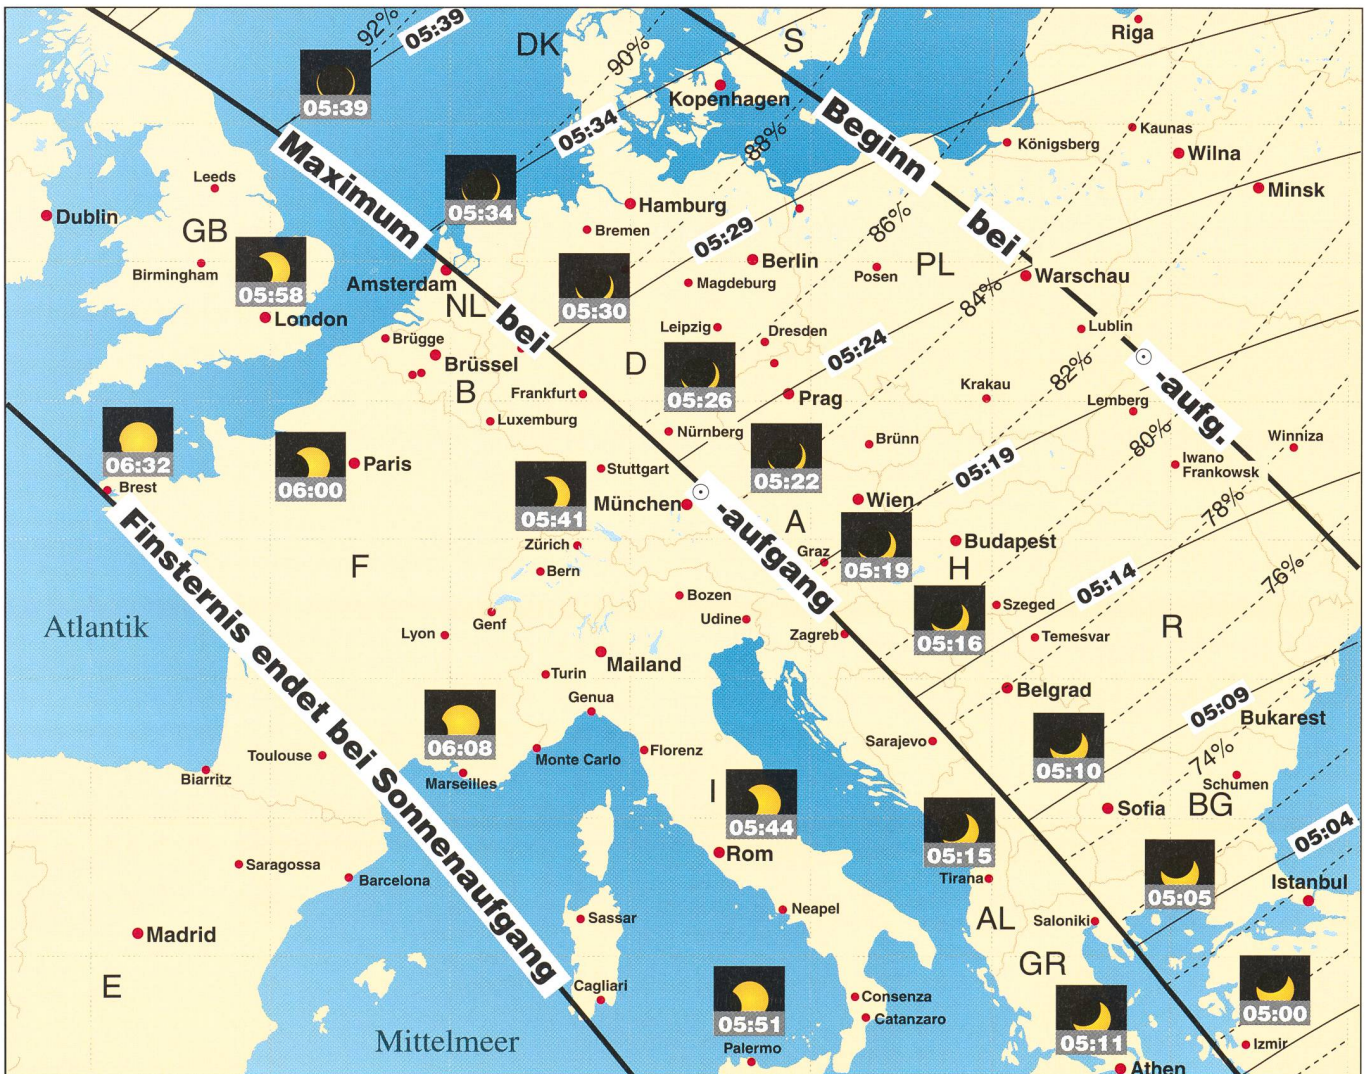 92%
05:39
DK
S
Riga
90%
05:39
Kopenhagen
05:34
88%
Beginn bei ☉-aufg.
Königsberg
Kaunas
Wilna
Maximum bei ☉-aufgang
Leeds
Dublin
GB
05:34
Hamburg
Bremen
Minsk
86%
05:29
Birmingham
05:58
Amsterdam
NL
05:30
Berlin
Magdeburg
Posen
PL
Warschau
84%
London
Brügge
Brüssel
B
Leipzig
Dresden
D
05:24
Lublin
82%
Frankfurt
Luxemburg
05:26
Prag
Krakau
Lemberg
80%
Nürnberg
Brünn
Winniza
06:32
Brest
06:00
Paris
Stuttgart
05:22
05:19
Iwano
Frankowsk
München
Wien
78%
05:41
A
Zürich
Bern
Graz
05:19
Budapest
H
05:14
76%
F
Finsternis endet bei Sonnenaufgang
Atlantik
Genf
Lyon
Bozen
Udine
Zagreb
05:16
Szeged
Temesvar
R
Mailand
Turin
Genua
Belgrad
05:09
Bukarest
06:08
Marseilles
Toulouse
Biarritz
Monte Carlo
Florenz
Sarajevo
05:10
74%
Schumen
BG
I
05:44
Rom
Sofia
05:15
Tirana
05:04
Istanbul
05:05
Saragossa
Barcelona
Madrid
E
Sassar
Neapel
AL
Saloniki
GR
Cagliari
Mittelmeer
05:51
Palermo
Consenza
Catanzaro
05:11
Athen
05:00
Izmir